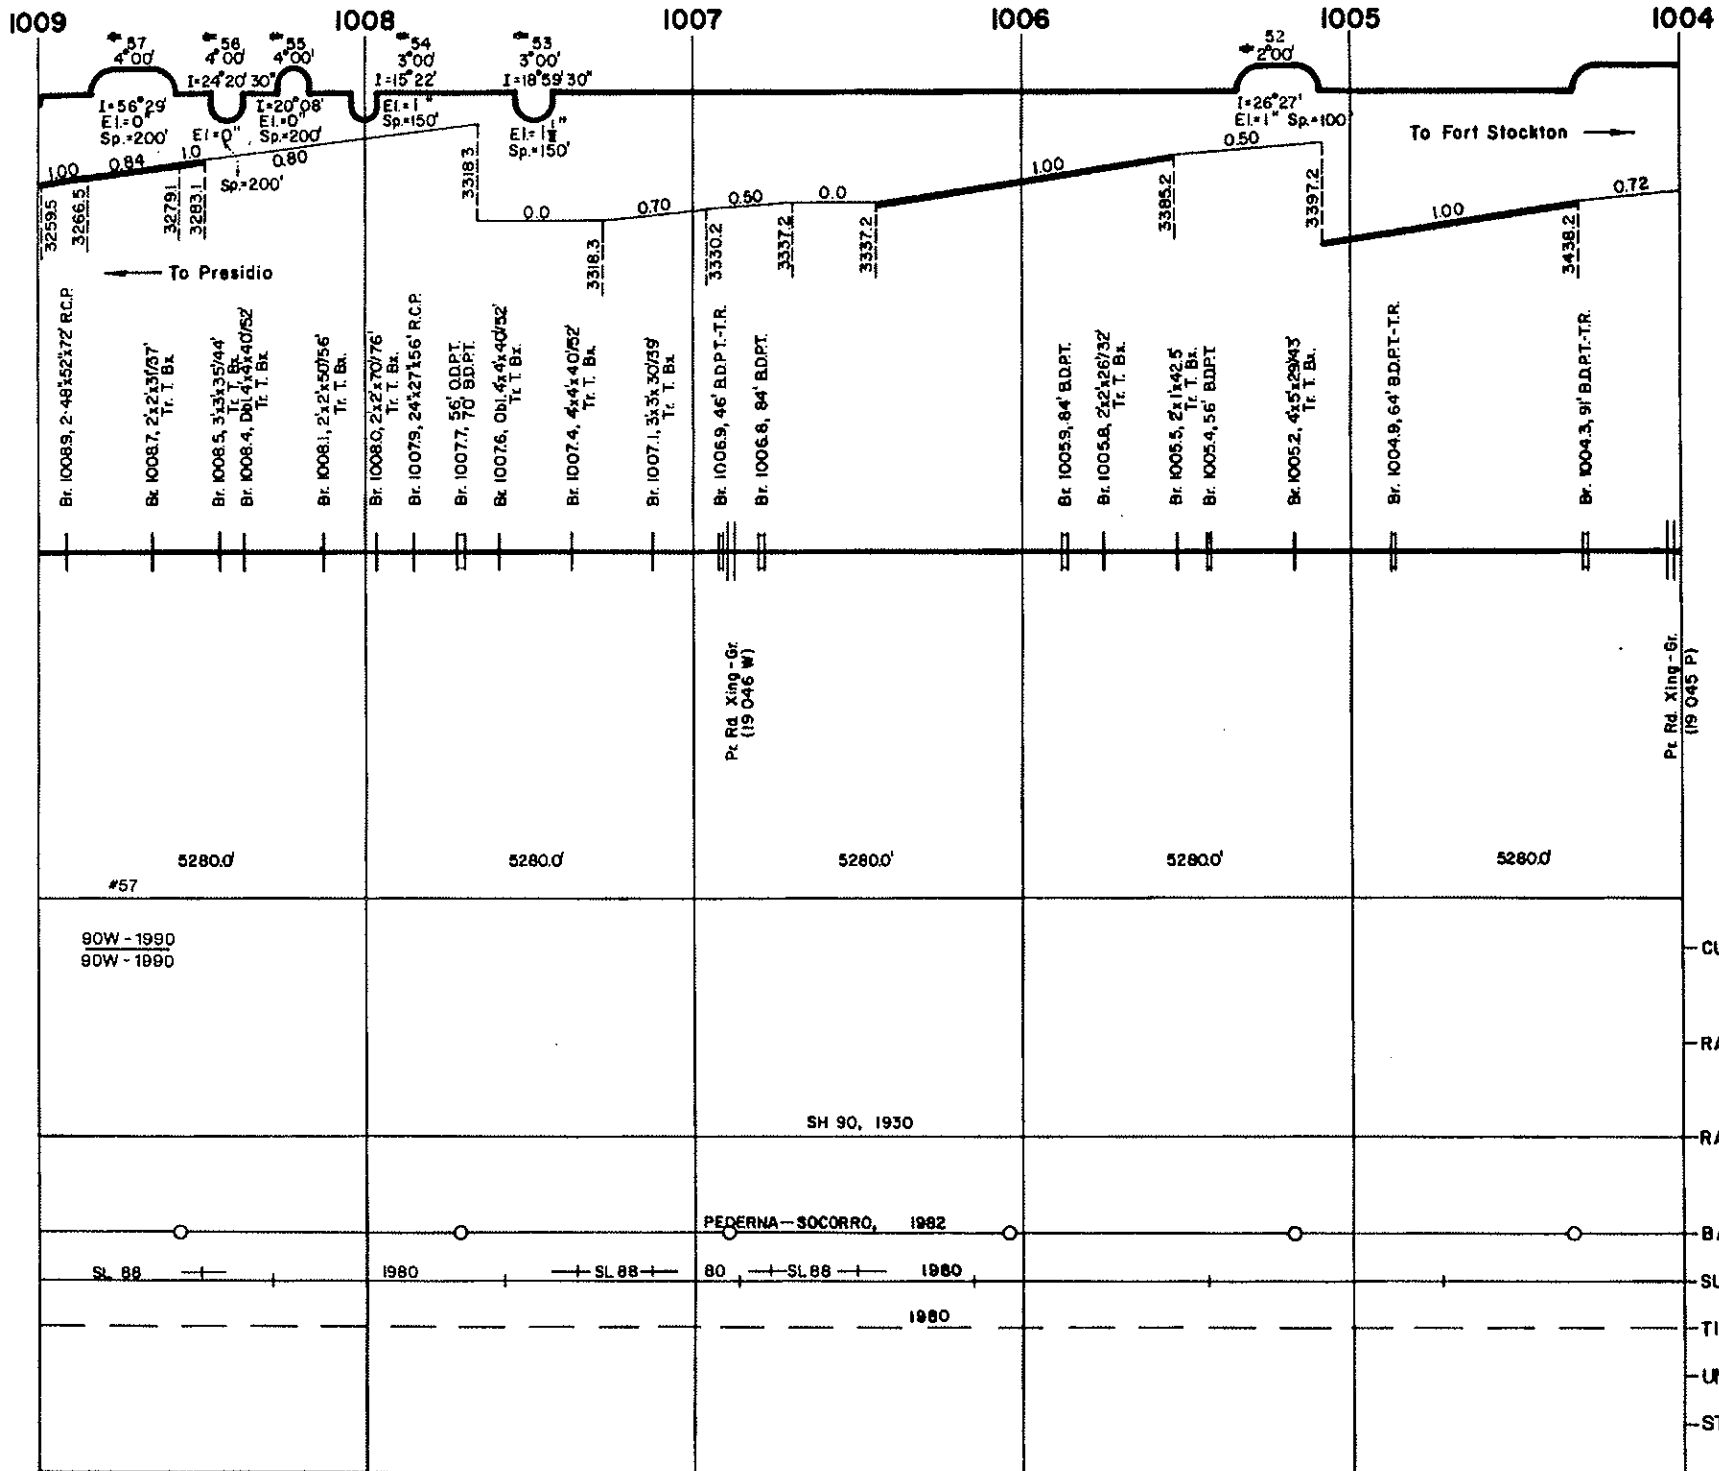 1009 1008 1007 1006 1005 1004
57
4°00'
56
4°00'
55
4°00'
54
3°00'
53
3°00'
52
2°00'
I=56°29'
El.=0"
Sp.=200'
I=24°20'30"
El=0"
Sp.=200'
I=20°08'
El.=0"
Sp.=200'
I=15°22'
El.=1"
Sp.=150'
I=18°59'30"
Sp.=150'
I=26°27'
El.=1" Sp.=100'
To Fort Stockton
1.00 0.84 1.0 0.80 0.0 0.70 0.50 0.0 1.00 0.50 1.00 0.72
3259.5
3266.5
3279.1
3283.1
3318.3
3318.3
3330.2
3337.2
3337.2
3385.2
3397.2
3438.2
To Presidio
Br. 1008.9, 2-48"x52"x72' R.C.P.
Br. 1008.7, 2'x2'x31'/37'
Tr. T. Bx.
Br. 1008.5, 3'x3'x35'/44'
Tr. T. Bx.
Br. 1008.4, Dbl. 4'x4'x40'/52'
Tr. T. Bx.
Br. 1008.1, 2'x2'x50'/56'
Tr. T. Bx.
Br. 1008.0, 2'x2'x70'/76'
Tr. T. Bx.
Br. 1007.9, 24"x27"x56' R.C.P.
Br. 1007.7, 56' O.D.P.T.
70' B.D.P.T.
Br. 1007.6, Dbl. 4'x4'x40'/52'
Tr. T. Bx.
Br. 1007.4, 4'x4'x40'/52'
Tr. T. Bx.
Br. 1007.1, 3'x3'x30'/39'
Tr. T. Bx.
Br. 1006.9, 46' B.D.P.T.-T.R.
Br. 1006.8, 84' B.D.P.T.
Br. 1005.9, 84' B.D.P.T.
Br. 1005.8, 2'x2'x26'/32'
Tr. T. Bx.
Br. 1005.5, 2'x1'x42.5'
Tr. T. Bx.
Br. 1005.4, 56' B.D.P.T
Br. 1005.2, 4'x5'x29'/43'
Tr. T. Bx.
Br. 1004.9, 64' B.D.P.T.-T.R.
Br. 1004.3, 91' B.D.P.T.-T.R.
Pr. Rd. Xing-Gr.
(19 046 W)
Pr. Rd. Xing-Gr.
(19 045 P)
5280.0' 5280.0' 5280.0' 5280.0' 5280.0'
#57
90W-1990
90W-1990
CU
RA
SH 90, 1930
RA
PEDERNA-SOCORRO, 1982
BA
SL 88 1980 SL 88 80 SL 88 1980
SU
1980
TI
UN
ST